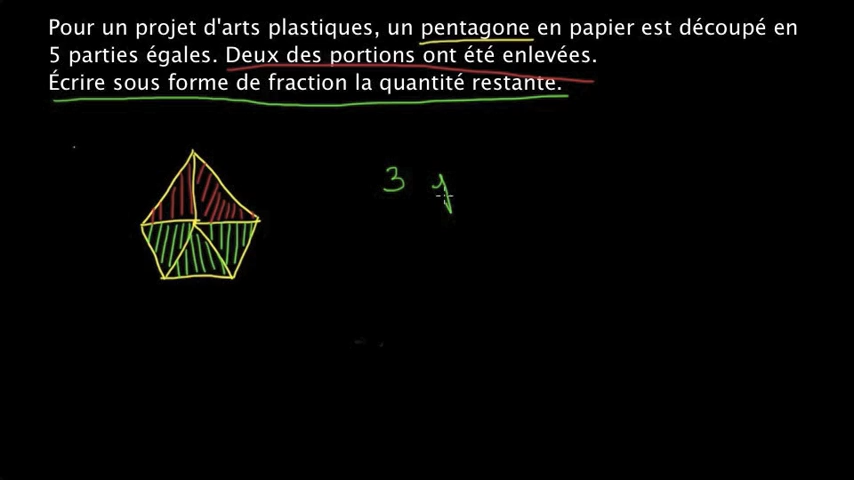 Pour un projet d'arts plastiques, un pentagone en papier est découpé en
5 parties égales. Deux des portions ont été enlevées.
Écrire sous forme de fraction la quantité restante.
3